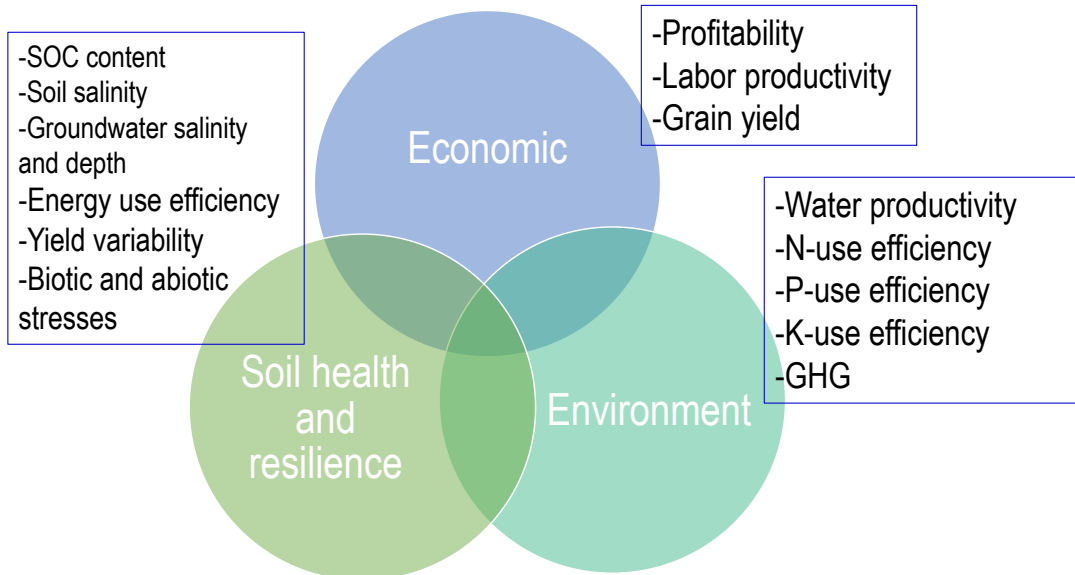 -SOC content
-Soil salinity
-Groundwater salinity
and depth
-Energy use efficiency
-Yield variability
-Biotic and abiotic
stresses
Economic
-Profitability
-Labor productivity
-Grain yield
-Water productivity
-N-use efficiency
-P-use efficiency
-K-use efficiency
-GHG
Soil health
and
resilience
Environment